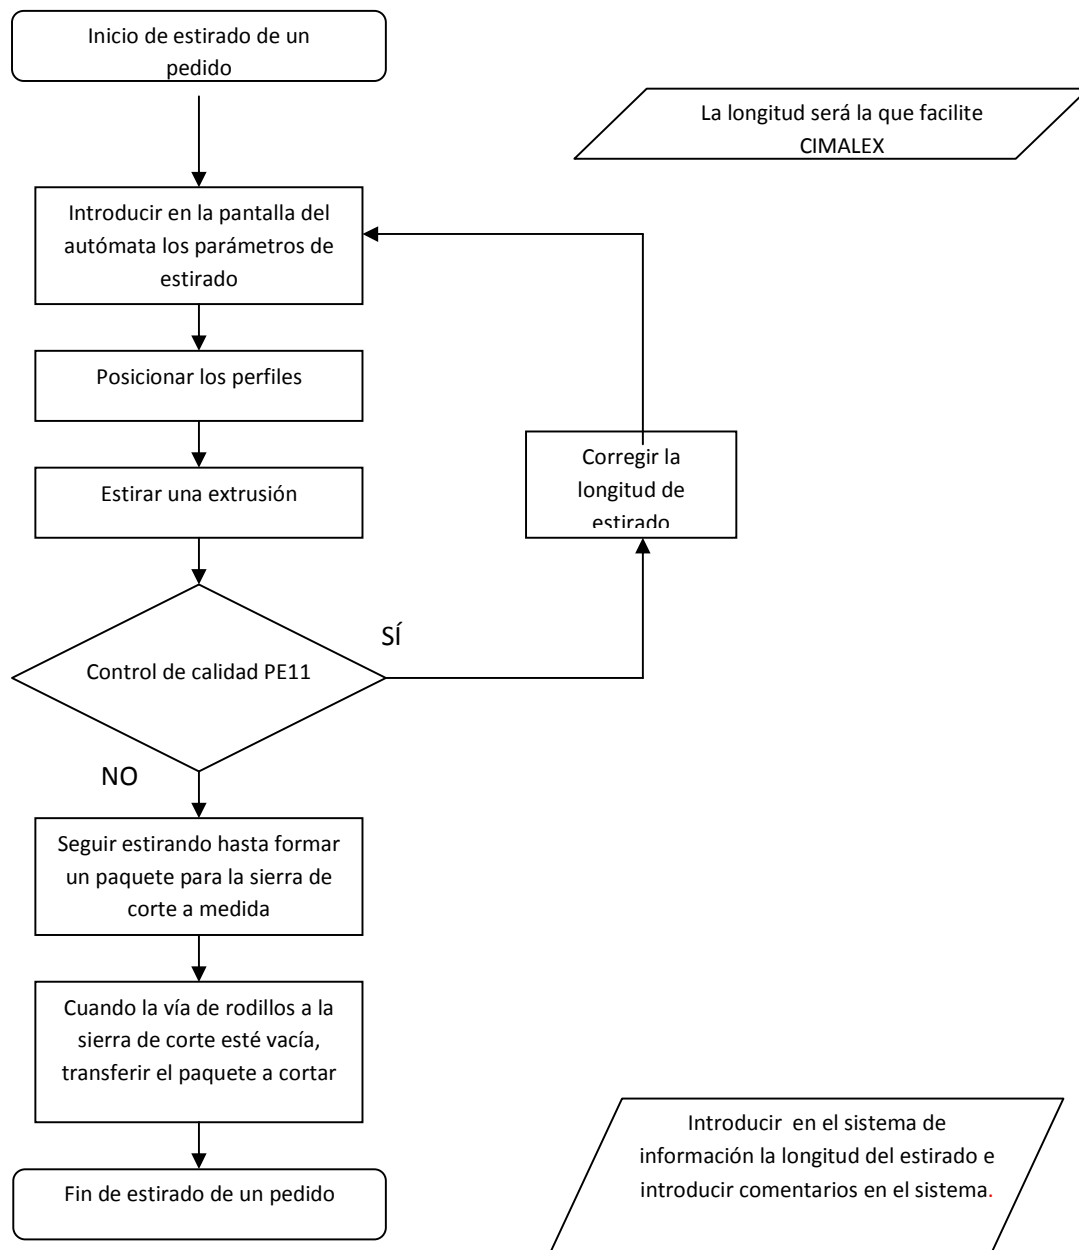 Inicio de estirado de un
pedido
La longitud será la que facilite
CIMALEX
Introducir en la pantalla del
autómata los parámetros de
estirado
Posicionar los perfiles
Corregir la
longitud de
estirado
Estirar una extrusión
SÍ
Control de calidad PE11
NO
Seguir estirando hasta formar
un paquete para la sierra de
corte a medida
Cuando la vía de rodillos a la
sierra de corte esté vacía,
transferir el paquete a cortar
Introducir en el sistema de
información la longitud del estirado e
introducir comentarios en el sistema.
Fin de estirado de un pedido